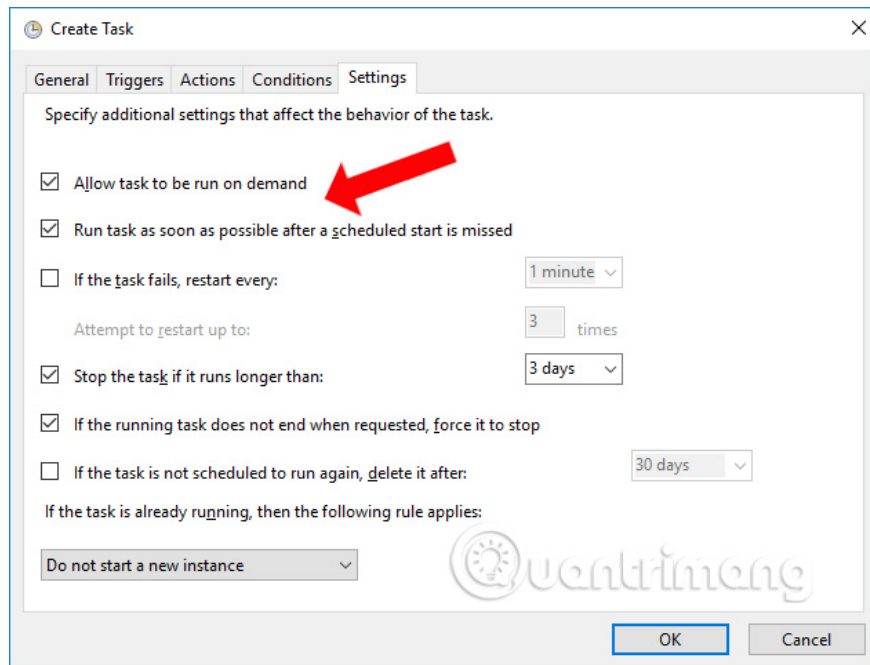 Create Task
General Triggers Actions Conditions Settings
Specify additional settings that affect the behavior of the task.
Allow task to be run on demand
Run task as soon as possible after a scheduled start is missed
If the task fails, restart every: 1 minute
Attempt to restart up to: 3 times
Stop the task if it runs longer than: 3 days
If the running task does not end when requested, force it to stop
If the task is not scheduled to run again, delete it after: 30 days
If the task is already running, then the following rule applies:
Do not start a new instance
Quantrimang
OK Cancel